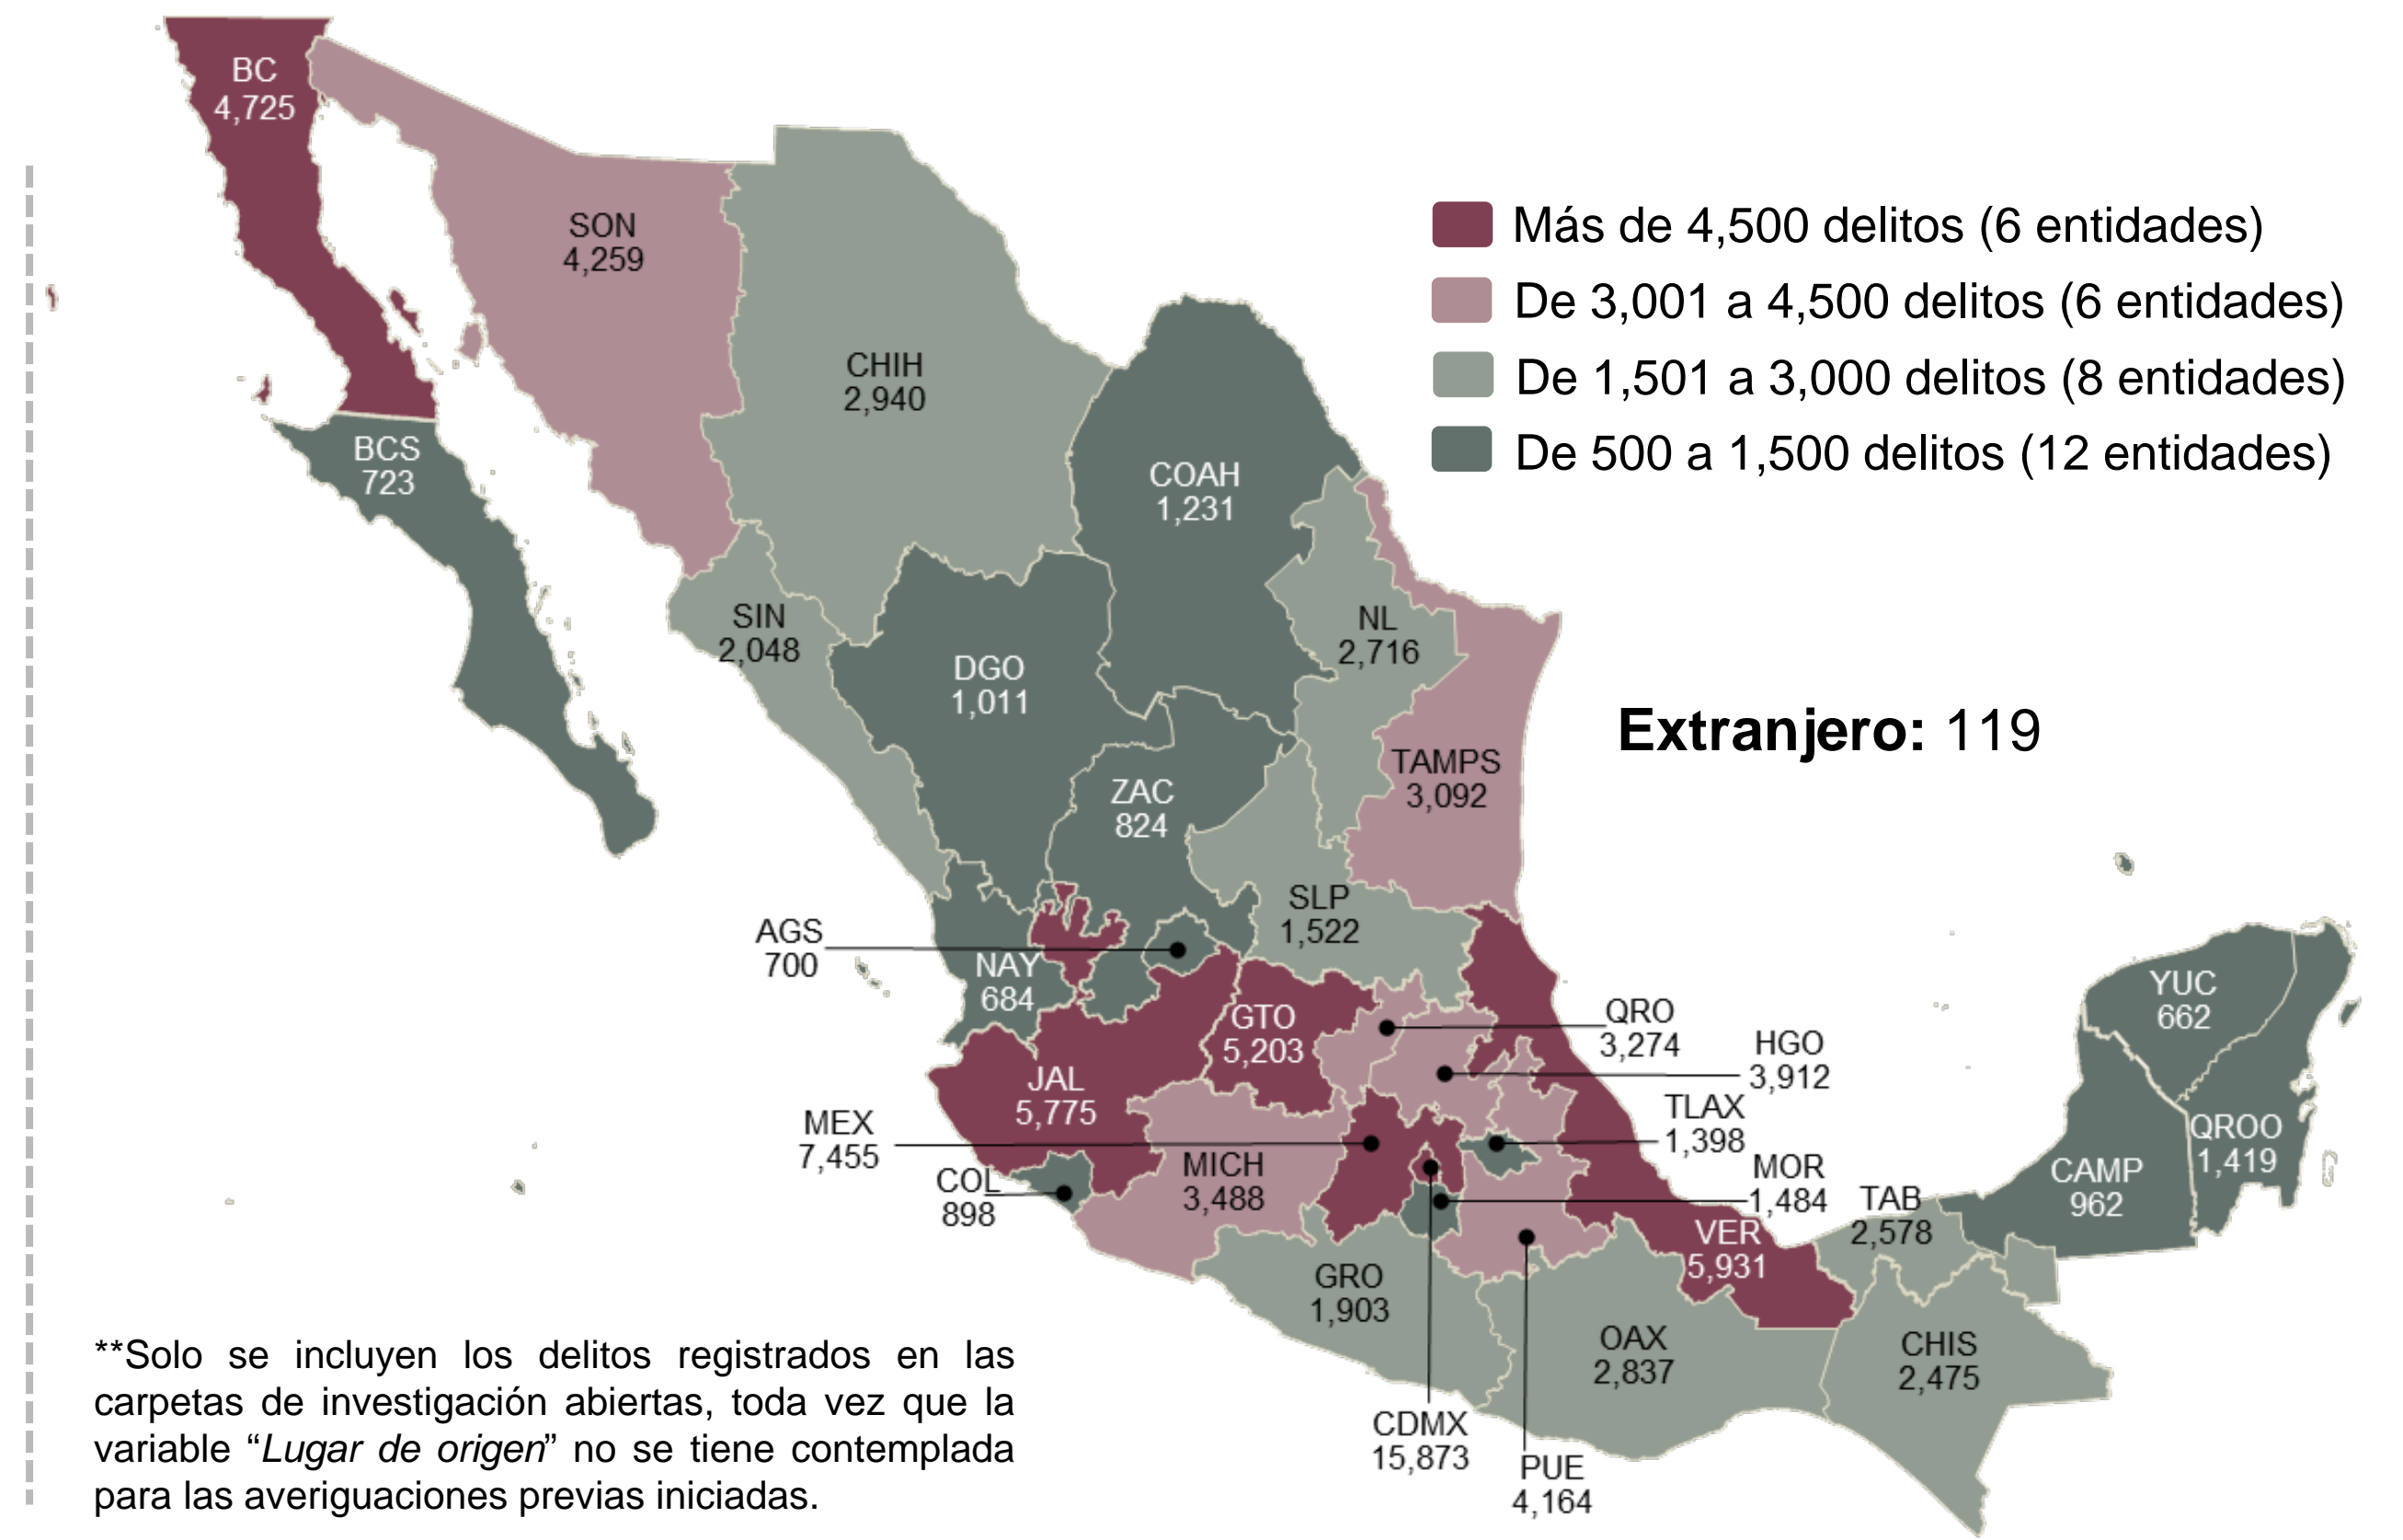 BC
4,725
SON
4,259
Más de 4,500 delitos (6 entidades)
De 3,001 a 4,500 delitos (6 entidades)
De 1,501 a 3,000 delitos (8 entidades)
De 500 a 1,500 delitos (12 entidades)
CHIH
2,940
BCS
723
COAH
1,231
SIN
2,048
NL
2,716
DGO
1,011
Extranjero: 119
TAMPS
3,092
ZAC
824
SLP
1,522
AGS
700
NAY
684
YUC
662
GTO
5,203
QRO
3,274
HGO
3,912
JAL
5,775
MEX
7,455
TLAX
1,398
QROO
1,419
COL
898
MICH
3,488
MOR
1,484
CAMP
962
TAB
2,578
VER
5,931
GRO
1,903
OAX
2,837
CHIS
2,475
CDMX
15,873
PUE
4,164
**Solo se incluyen los delitos registrados en las
carpetas de investigación abiertas, toda vez que la
variable “Lugar de origen” no se tiene contemplada
para las averiguaciones previas iniciadas.